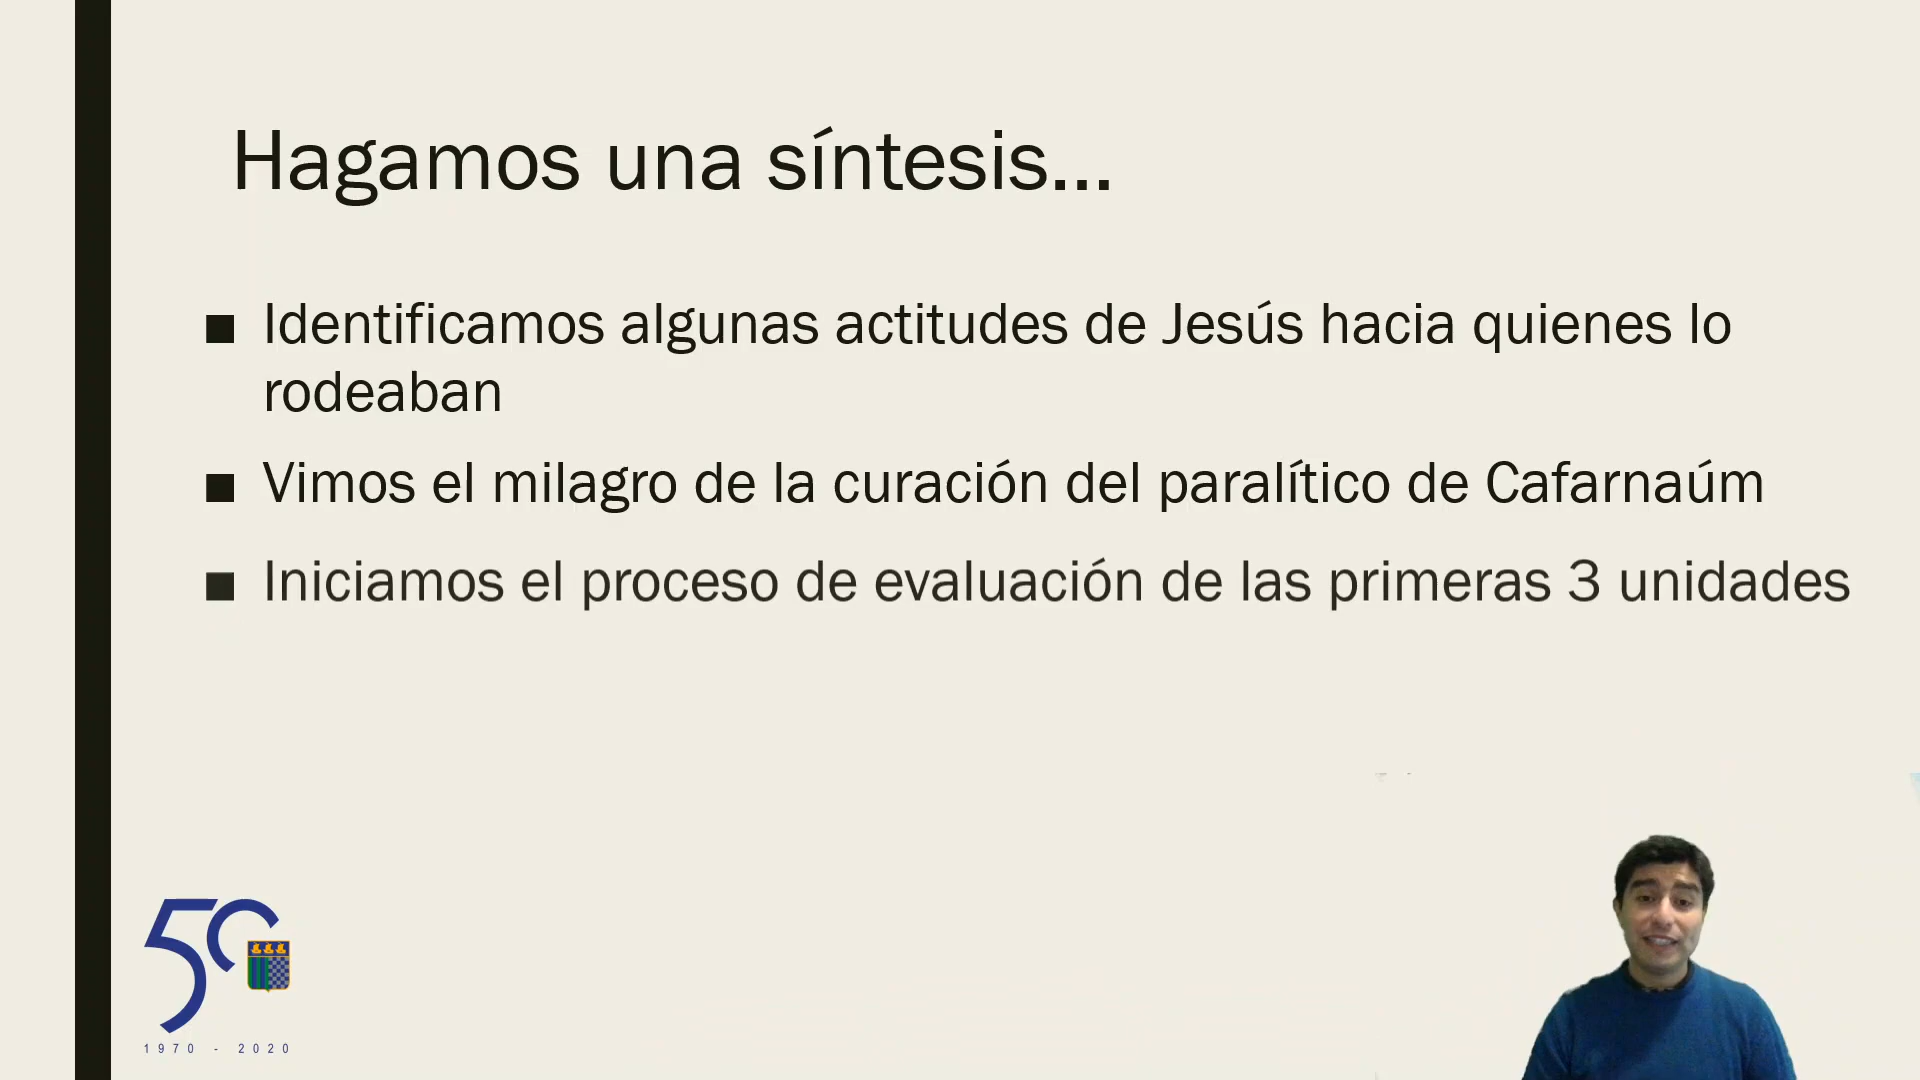 Hagamos una síntesis...
■ Identificamos algunas actitudes de Jesús hacia quienes lo
rodeaban
■ Vimos el milagro de la curación del paralítico de Cafarnaúm
■ Iniciamos el proceso de evaluación de las primeras 3 unidades
50
1970 - 2020